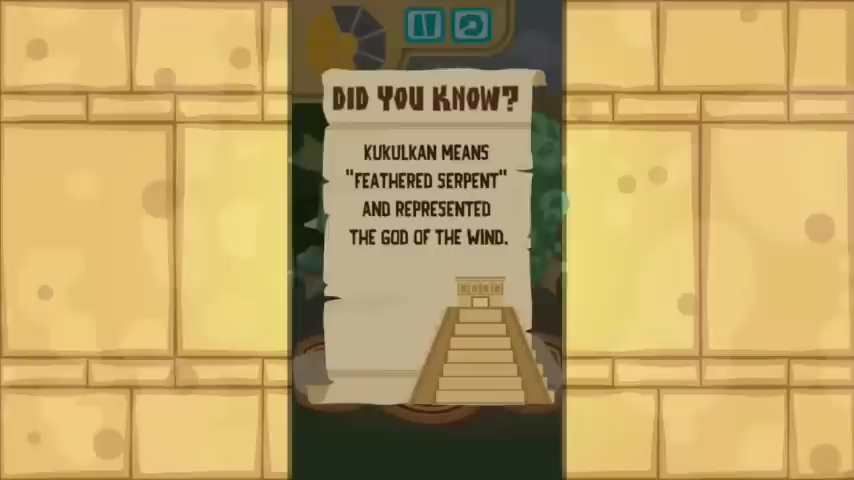 DID YOU KNOW?
KUKULKAN MEANS
"FEATHERED SERPENT"
AND REPRESENTED
THE GOD OF THE WIND.